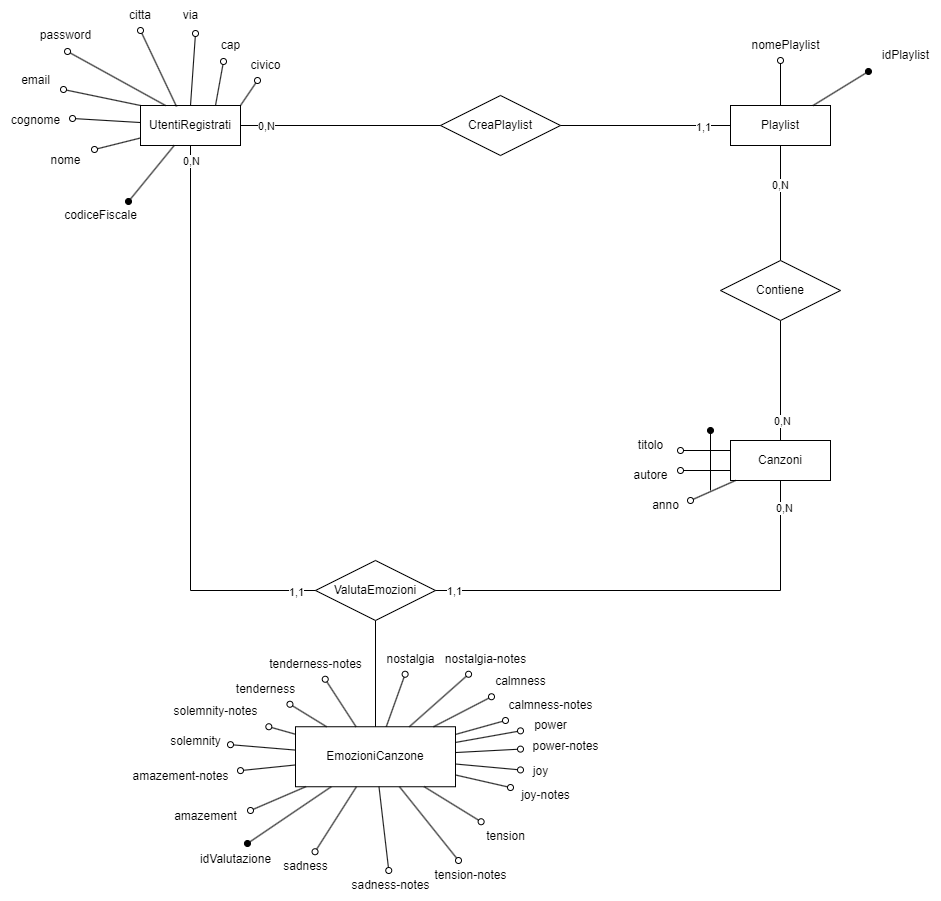 citta
via
password
cap
nomePlaylist
idPlaylist
civico
email
cognome
UtentiRegistrati
0,N
CreaPlaylist
1,1
Playlist
nome
0,N
0,N
codiceFiscale
Contiene
0,N
titolo
Canzoni
autore
anno
0,N
1,1
ValutaEmozioni
1,1
tenderness-notes
nostalgia
nostalgia-notes
calmness
tenderness
calmness-notes
solemnity-notes
power
solemnity
power-notes
EmozioniCanzone
amazement-notes
joy
joy-notes
amazement
tension
idValutazione
sadness
tension-notes
sadness-notes